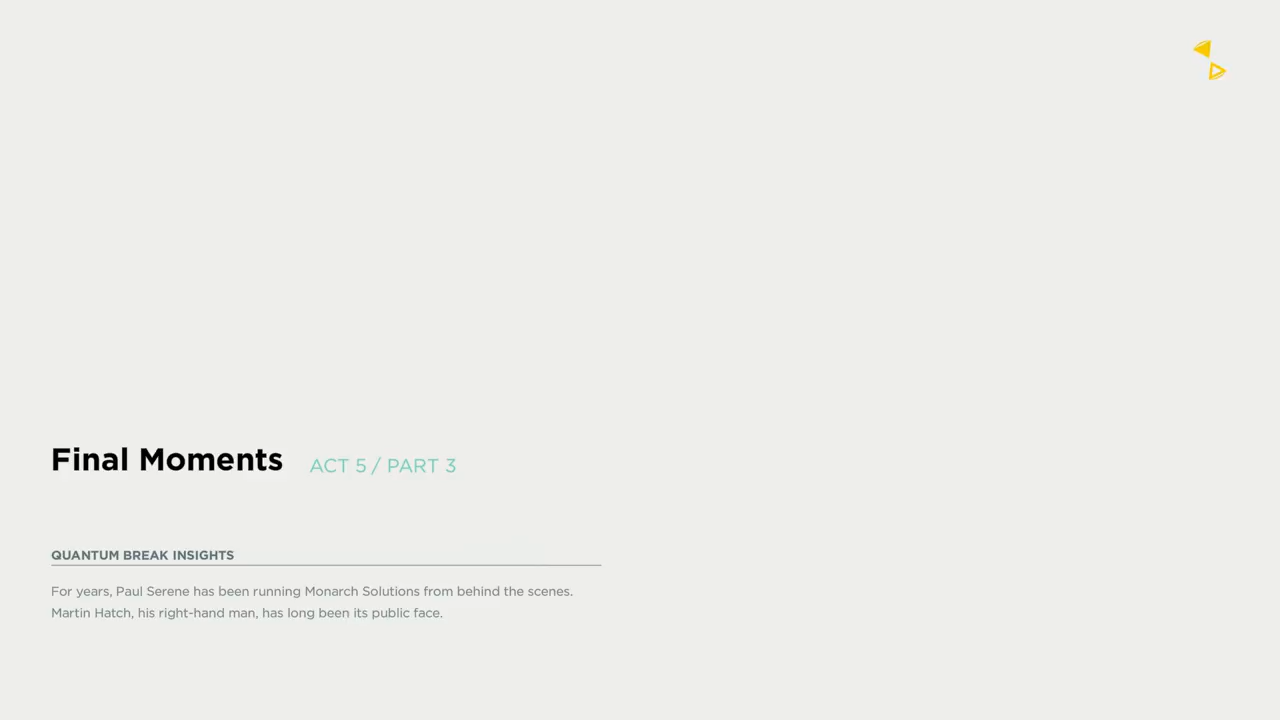 Final Moments ACT 5 / PART 3
QUANTUM BREAK INSIGHTS
For years, Paul Serene has been running Monarch Solutions from behind the scenes.
Martin Hatch, his right-hand man, has long been its public face.